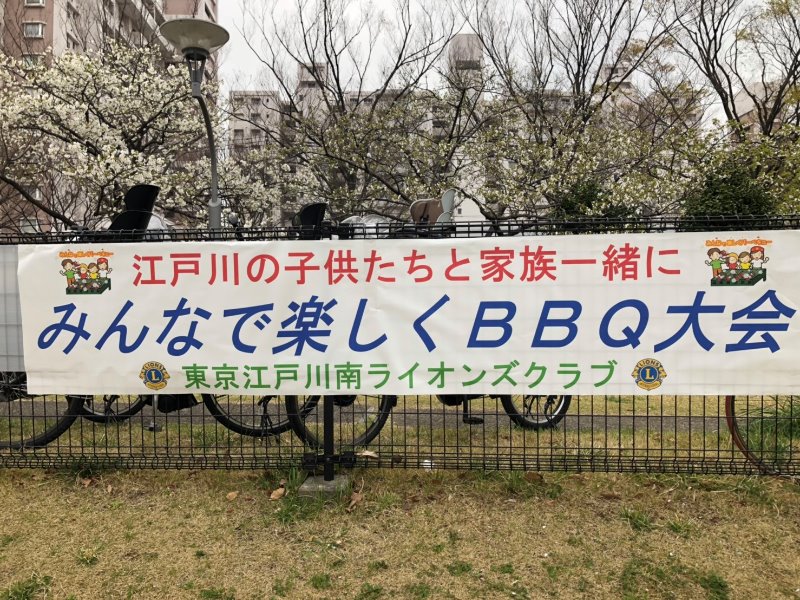 江戸川の子供たちと家族一緒に
みんなで楽しくBBQ大会
東京江戸川南ライオンズクラブ